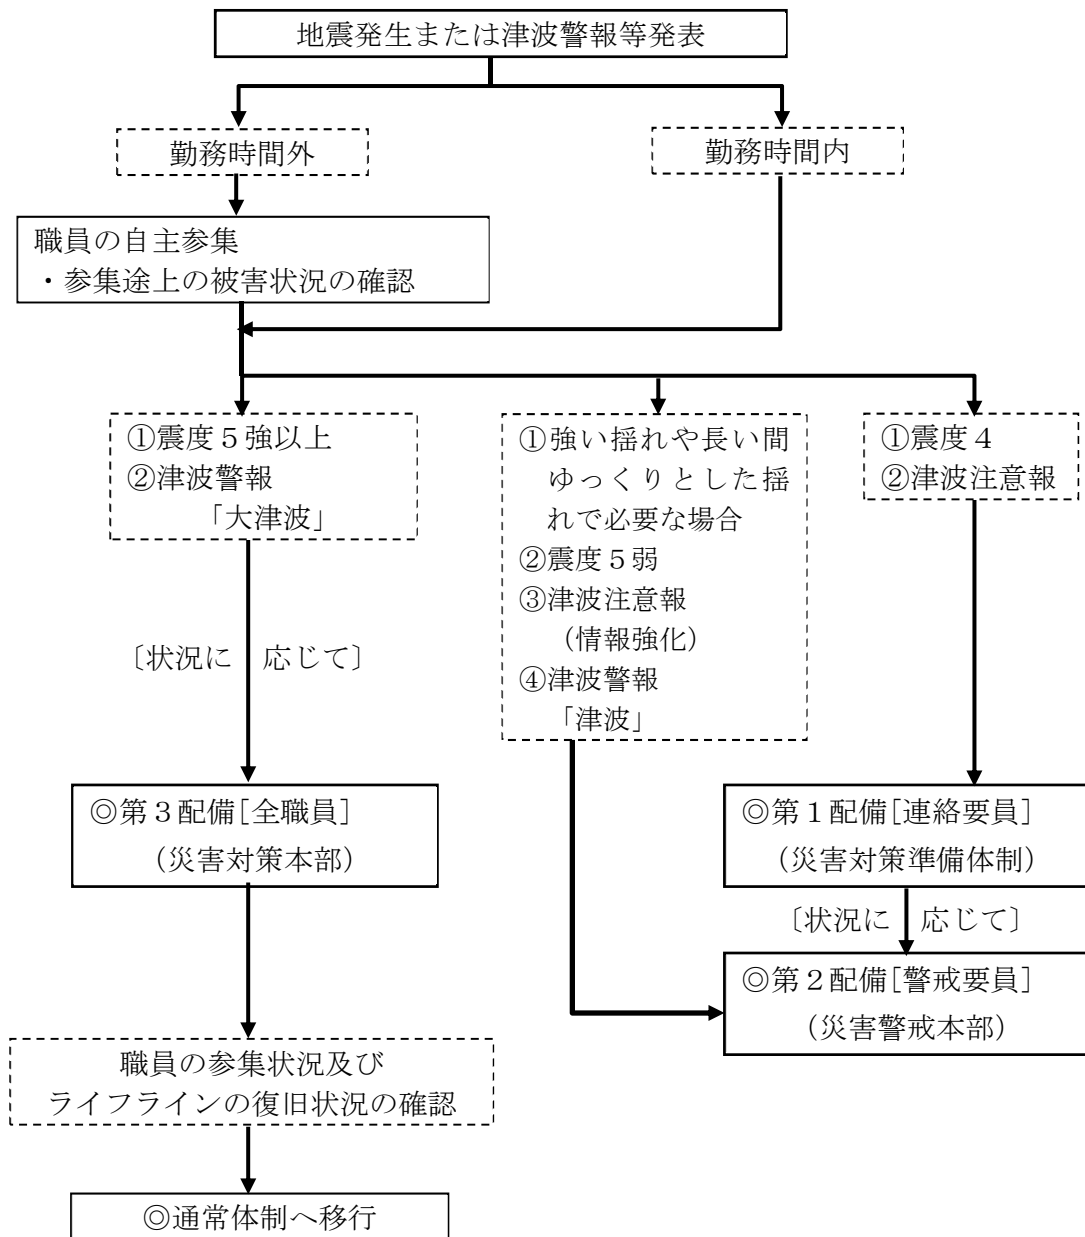 地震発生または津波警報等発表
勤務時間外
勤務時間内
職員の自主参集
・参集途上の被害状況の確認
①震度５強以上
②津波警報
「大津波」
①強い揺れや長い間
ゆっくりとした揺
れで必要な場合
②震度５弱
③津波注意報
（情報強化）
④津波警報
「津波」
①震度４
②津波注意報
〔状況に 応じて〕
◎第３配備[全職員]
（災害対策本部）
◎第１配備[連絡要員]
（災害対策準備体制）
〔状況に 応じて〕
◎第２配備[警戒要員]
（災害警戒本部）
職員の参集状況及び
ライフラインの復旧状況の確認
◎通常体制へ移行